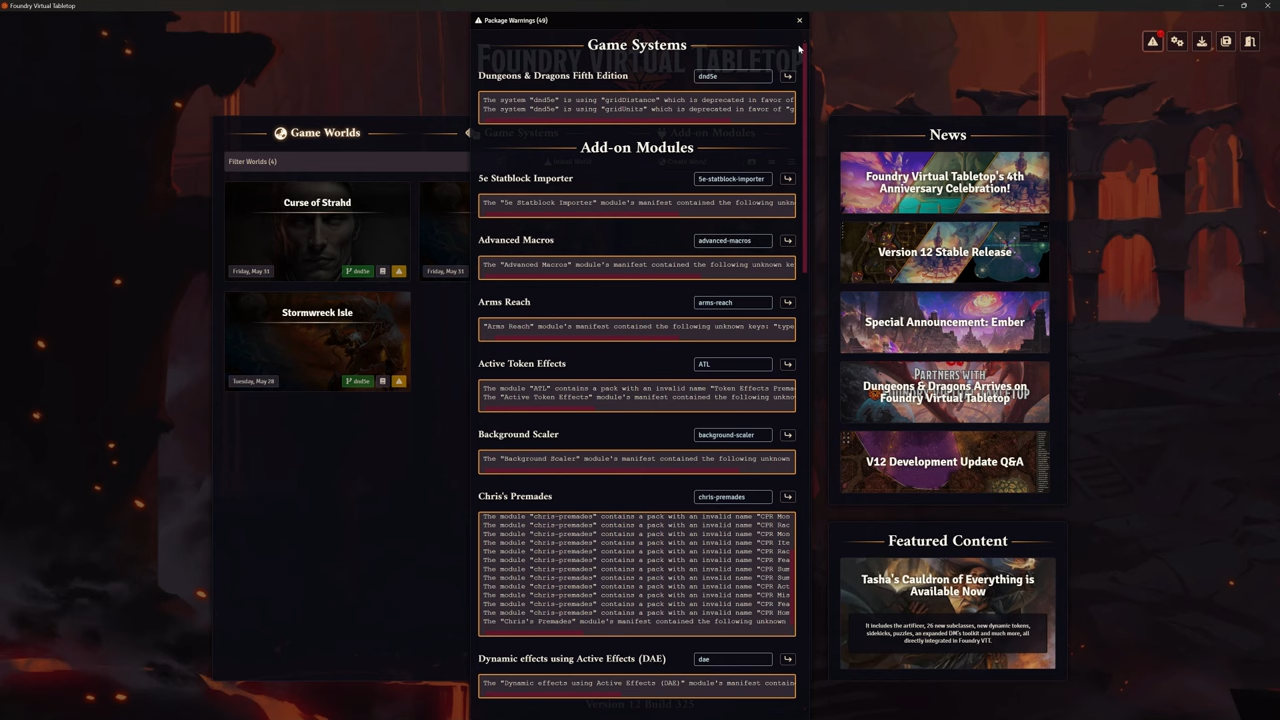 Foundry Virtual Tabletop
Package Warnings (49)
FOUNDRY VIRTUAL TABLETOP
Game Systems
Dungeons & Dragons Fifth Edition
dnd5e
The system "dnd5e" is using "gridDistance" which is deprecated in favor of
The system "dnd5e" is using "gridUnits" which is deprecated in favor of "g
Add-on Modules
5e Statblock Importer
5e-statblock-importer
The "5e Statblock Importer" module's manifest contained the following unkn
Advanced Macros
advanced-macros
The "Advanced Macros" module's manifest contained the following unknown ke
Arms Reach
arms-reach
"Arms Reach" module's manifest contained the following unknown keys: "type
Active Token Effects
ATL
The module "ATL" contains a pack with an invalid name "Token Effects Prema
The "Active Token Effects" module's manifest contained the following unkno
Background Scaler
background-scaler
The "Background Scaler" module's manifest contained the following unknown
Chris's Premades
chris-premades
The module "chris-premades" contains a pack with an invalid name "CPR Mon
The module "chris-premades" contains a pack with an invalid name "CPR Rac
The module "chris-premades" contains a pack with an invalid name "CPR Mon
The module "chris-premades" contains a pack with an invalid name "CPR Ite
The module "chris-premades" contains a pack with an invalid name "CPR Rac
The module "chris-premades" contains a pack with an invalid name "CPR Fea
The module "chris-premades" contains a pack with an invalid name "CPR Sum
The module "chris-premades" contains a pack with an invalid name "CPR Sum
The module "chris-premades" contains a pack with an invalid name "CPR Act
The module "chris-premades" contains a pack with an invalid name "CPR Mis
The module "chris-premades" contains a pack with an invalid name "CPR Fea
The module "chris-premades" contains a pack with an invalid name "CPR Hom
The "Chris's Premades" module's manifest contained the following unknown
Dynamic effects using Active Effects (DAE)
dae
The "Dynamic effects using Active Effects (DAE)" module's manifest contain
Version 12 Build 325
Game Worlds
Game Systems
Add-on Modules
Filter Worlds (4)
Curse of Strahd
Friday, May 31
dnd5e
Friday, May 31
Stormwreck Isle
Tuesday, May 28
dnd5e
News
Foundry Virtual Tabletop's 4th
Anniversary Celebration!
Version 12 Stable Release
Special Announcement: Ember
PARTNERS WITH
Dungeons & Dragons Arrives on
Foundry Virtual Tabletop
V12 Development Update Q&A
Featured Content
Tasha's Cauldron of Everything is
Available Now
It includes the artificer, 26 new subclasses, new dynamic tokens,
sidekicks, puzzles, an expanded DM's toolkit and much more, all
directly integrated in Foundry VTT.